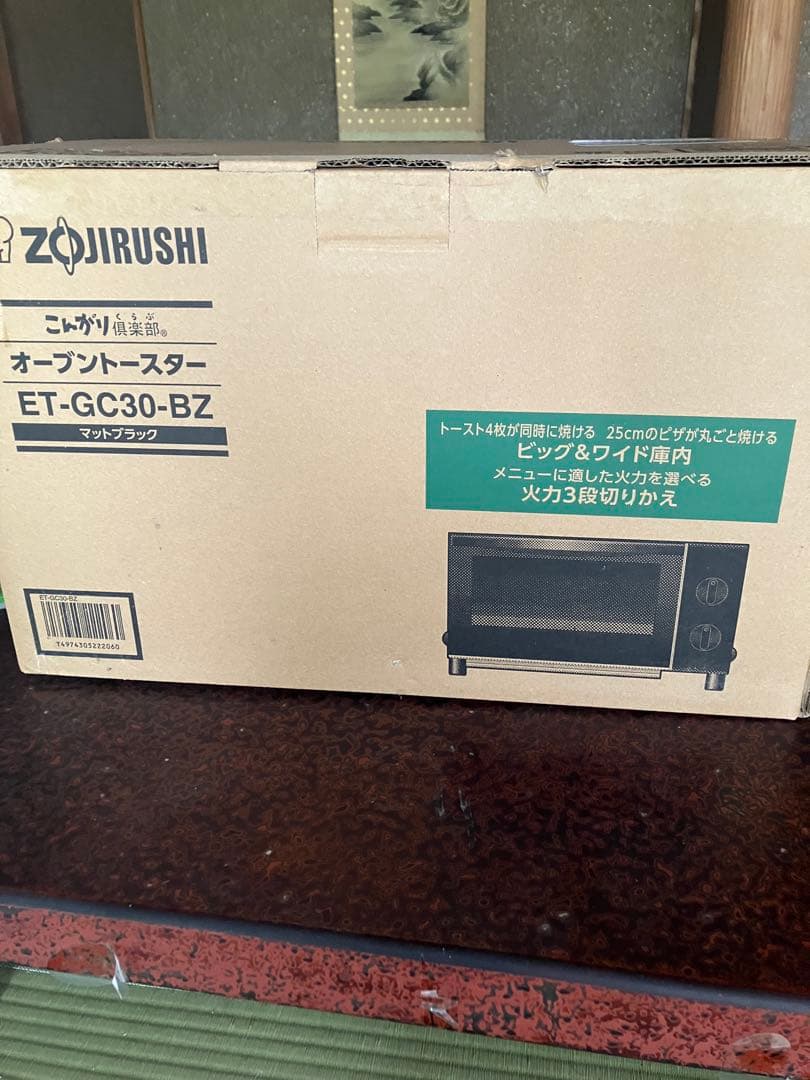 ZOJIRUSHI
くらぶ
こんがり倶楽部®
オーブントースター
ET-GC30-BZ
マットブラック
トースト4枚が同時に焼ける 25cmのピザが丸ごと焼ける
ビッグ&ワイド庫内
メニューに適した火力を選べる
火力3段切りかえ
ET-GC30-BZ
T4974305222060